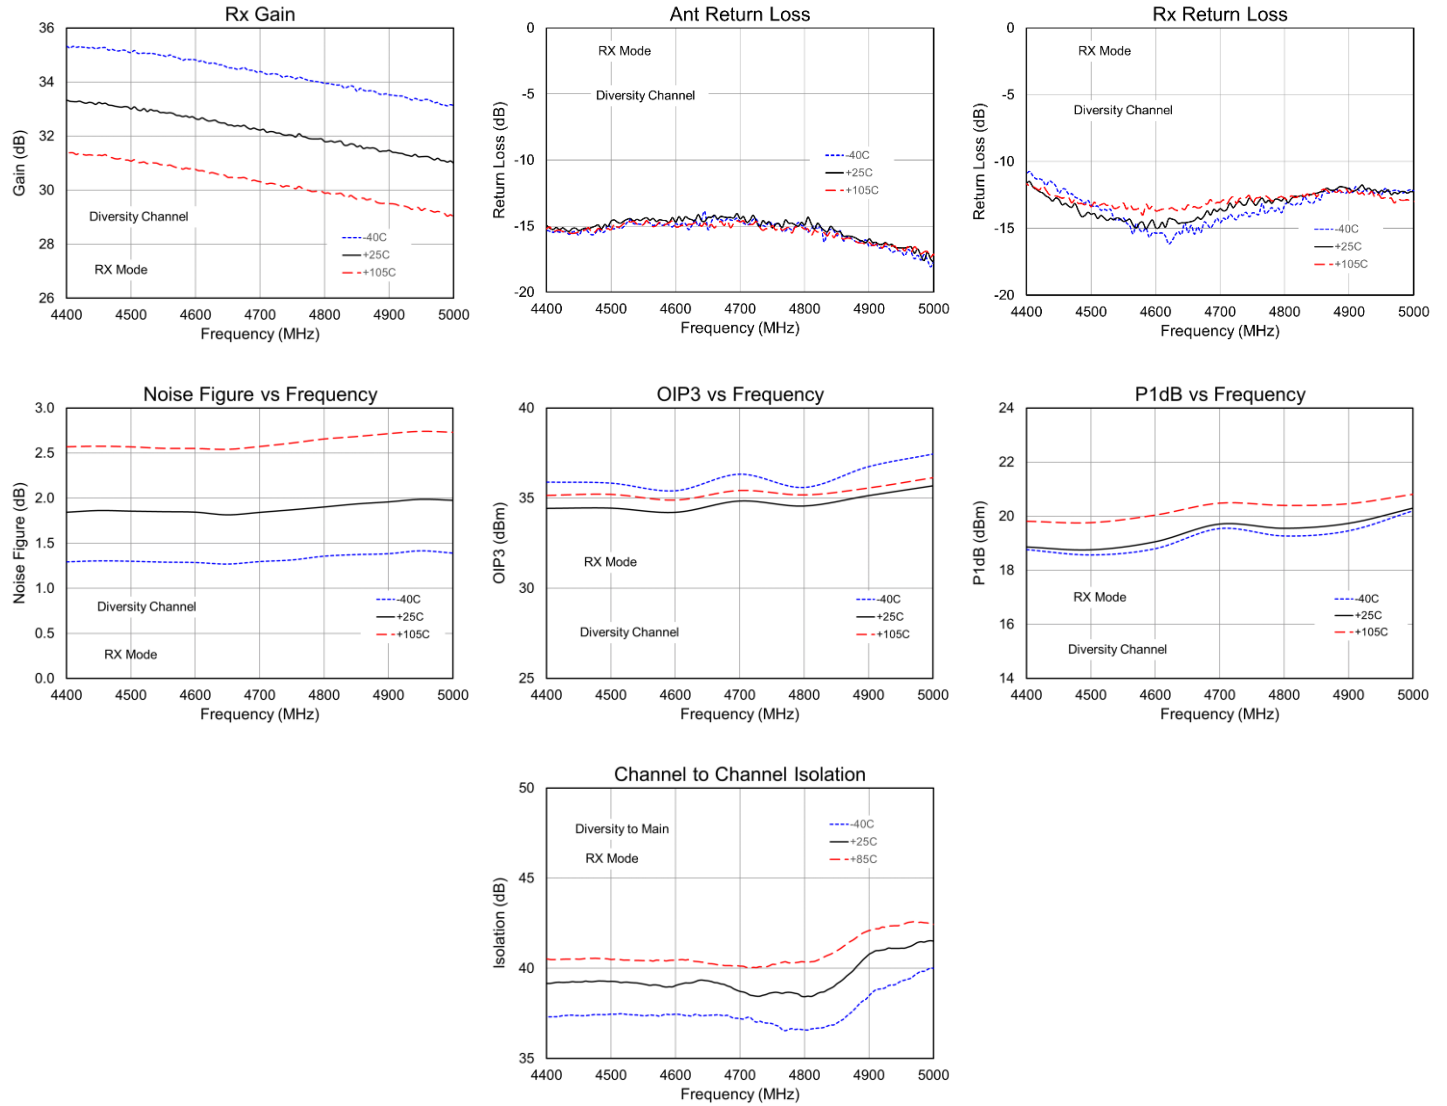 Rx Gain
36
34
32
30
28
26
Gain (dB)
Diversity Channel
RX Mode
-40C
+25C
+105C
4400 4500 4600 4700 4800 4900 5000
Frequency (MHz)
Ant Return Loss
0
-5
-10
-15
-20
Return Loss (dB)
RX Mode
Diversity Channel
-40C
+25C
+105C
4400 4500 4600 4700 4800 4900 5000
Frequency (MHz)
Rx Return Loss
0
-5
-10
-15
-20
Return Loss (dB)
RX Mode
Diversity Channel
-40C
+25C
+105C
4400 4500 4600 4700 4800 4900 5000
Frequency (MHz)
Noise Figure vs Frequency
3.0
2.5
2.0
1.5
1.0
0.5
0.0
Noise Figure (dB)
Diversity Channel
RX Mode
-40C
+25C
+105C
4400 4500 4600 4700 4800 4900 5000
Frequency (MHz)
OIP3 vs Frequency
40
35
30
25
OIP3 (dBm)
RX Mode
Diversity Channel
-40C
+25C
+105C
4400 4500 4600 4700 4800 4900 5000
Frequency (MHz)
P1dB vs Frequency
24
22
20
18
16
14
P1dB (dBm)
RX Mode
Diversity Channel
-40C
+25C
+105C
4400 4500 4600 4700 4800 4900 5000
Frequency (MHz)
Channel to Channel Isolation
50
45
40
35
Isolation (dB)
Diversity to Main
RX Mode
-40C
+25C
+85C
4400 4500 4600 4700 4800 4900 5000
Frequency (MHz)